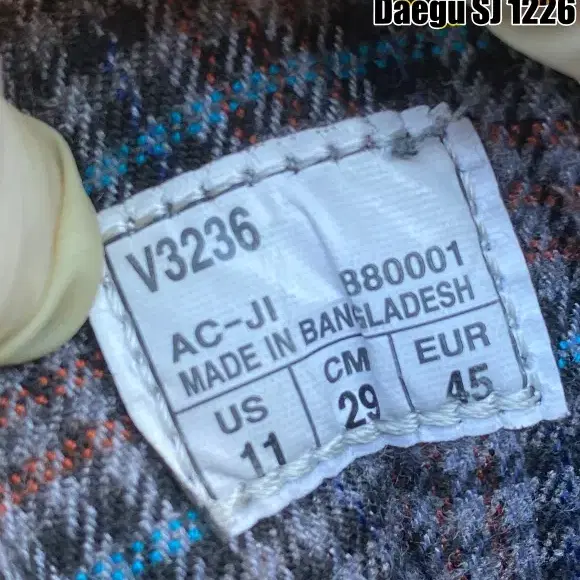 Daegu SJ 1226
V3236
AC-JI B80001
MADE IN BANGLADESH
US CM EUR
11 29 45